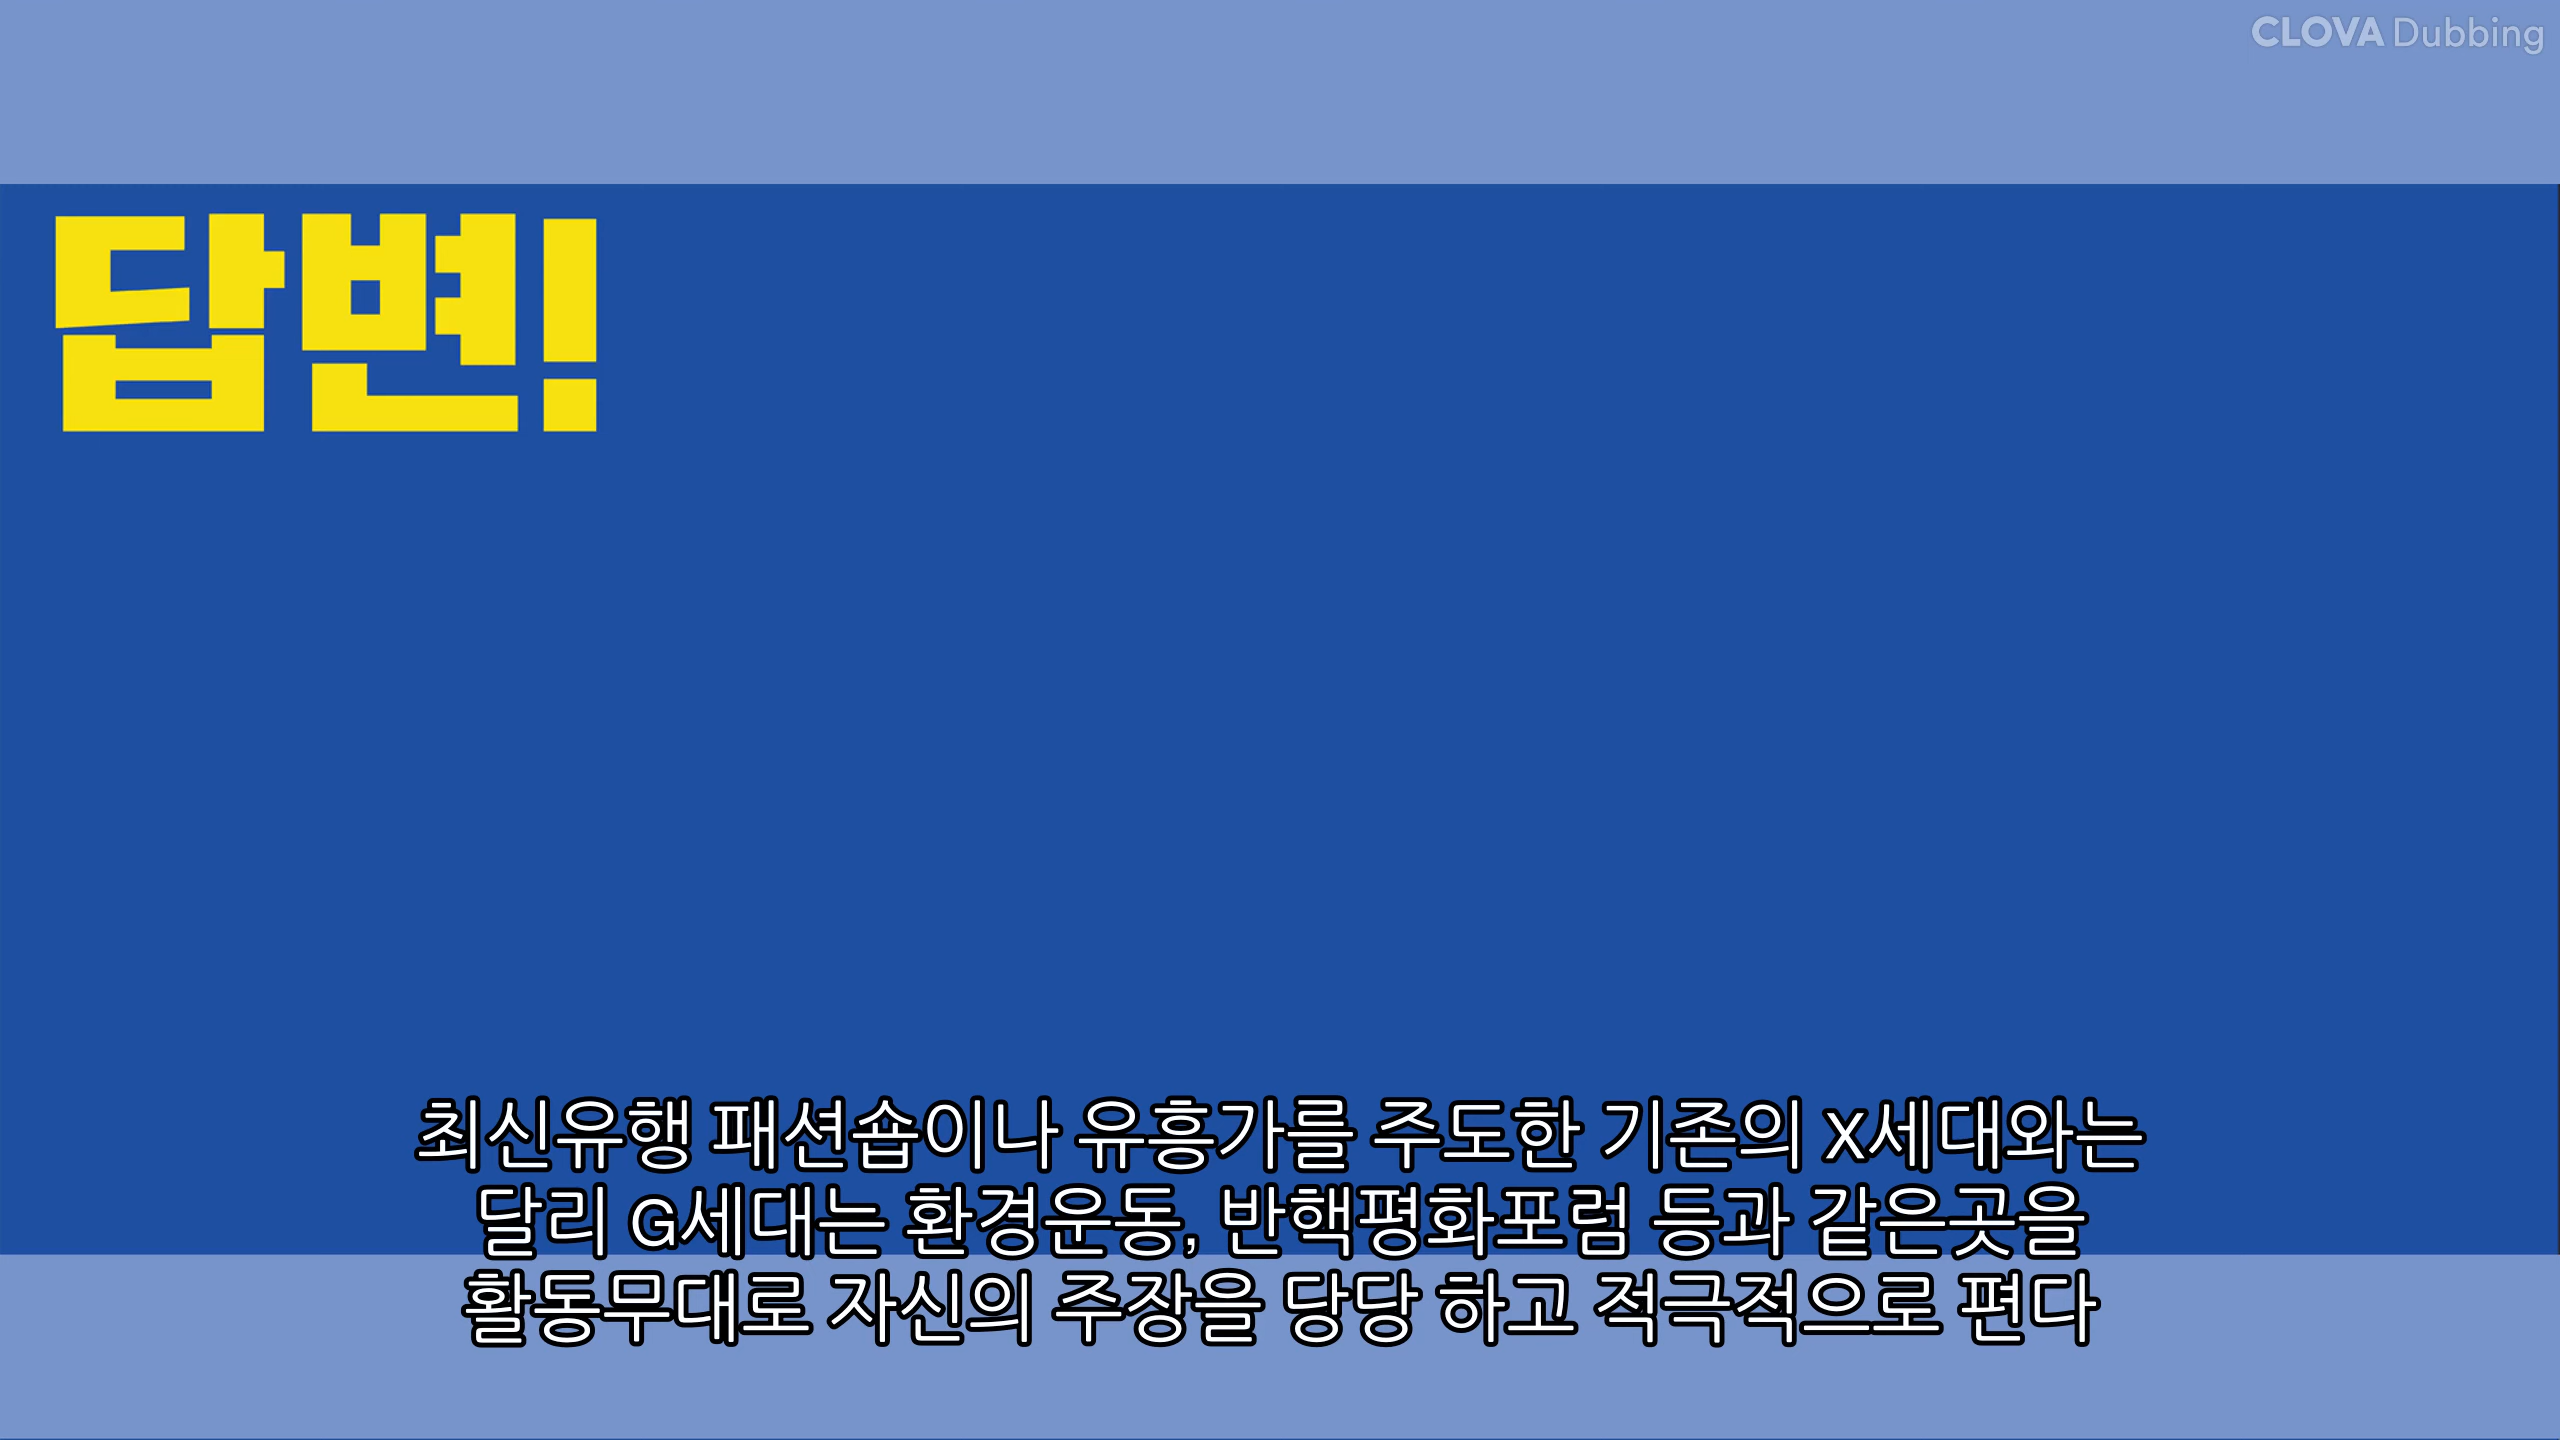 CLOVA Dubbing
답변!
최신유행 패션숍이나 유흥가를 주도한 기존의 X세대와는
달리 G세대는 환경운동, 반핵평화포럼 등과 같은곳을
활동무대로 자신의 주장을 당당 하고 적극적으로 편다